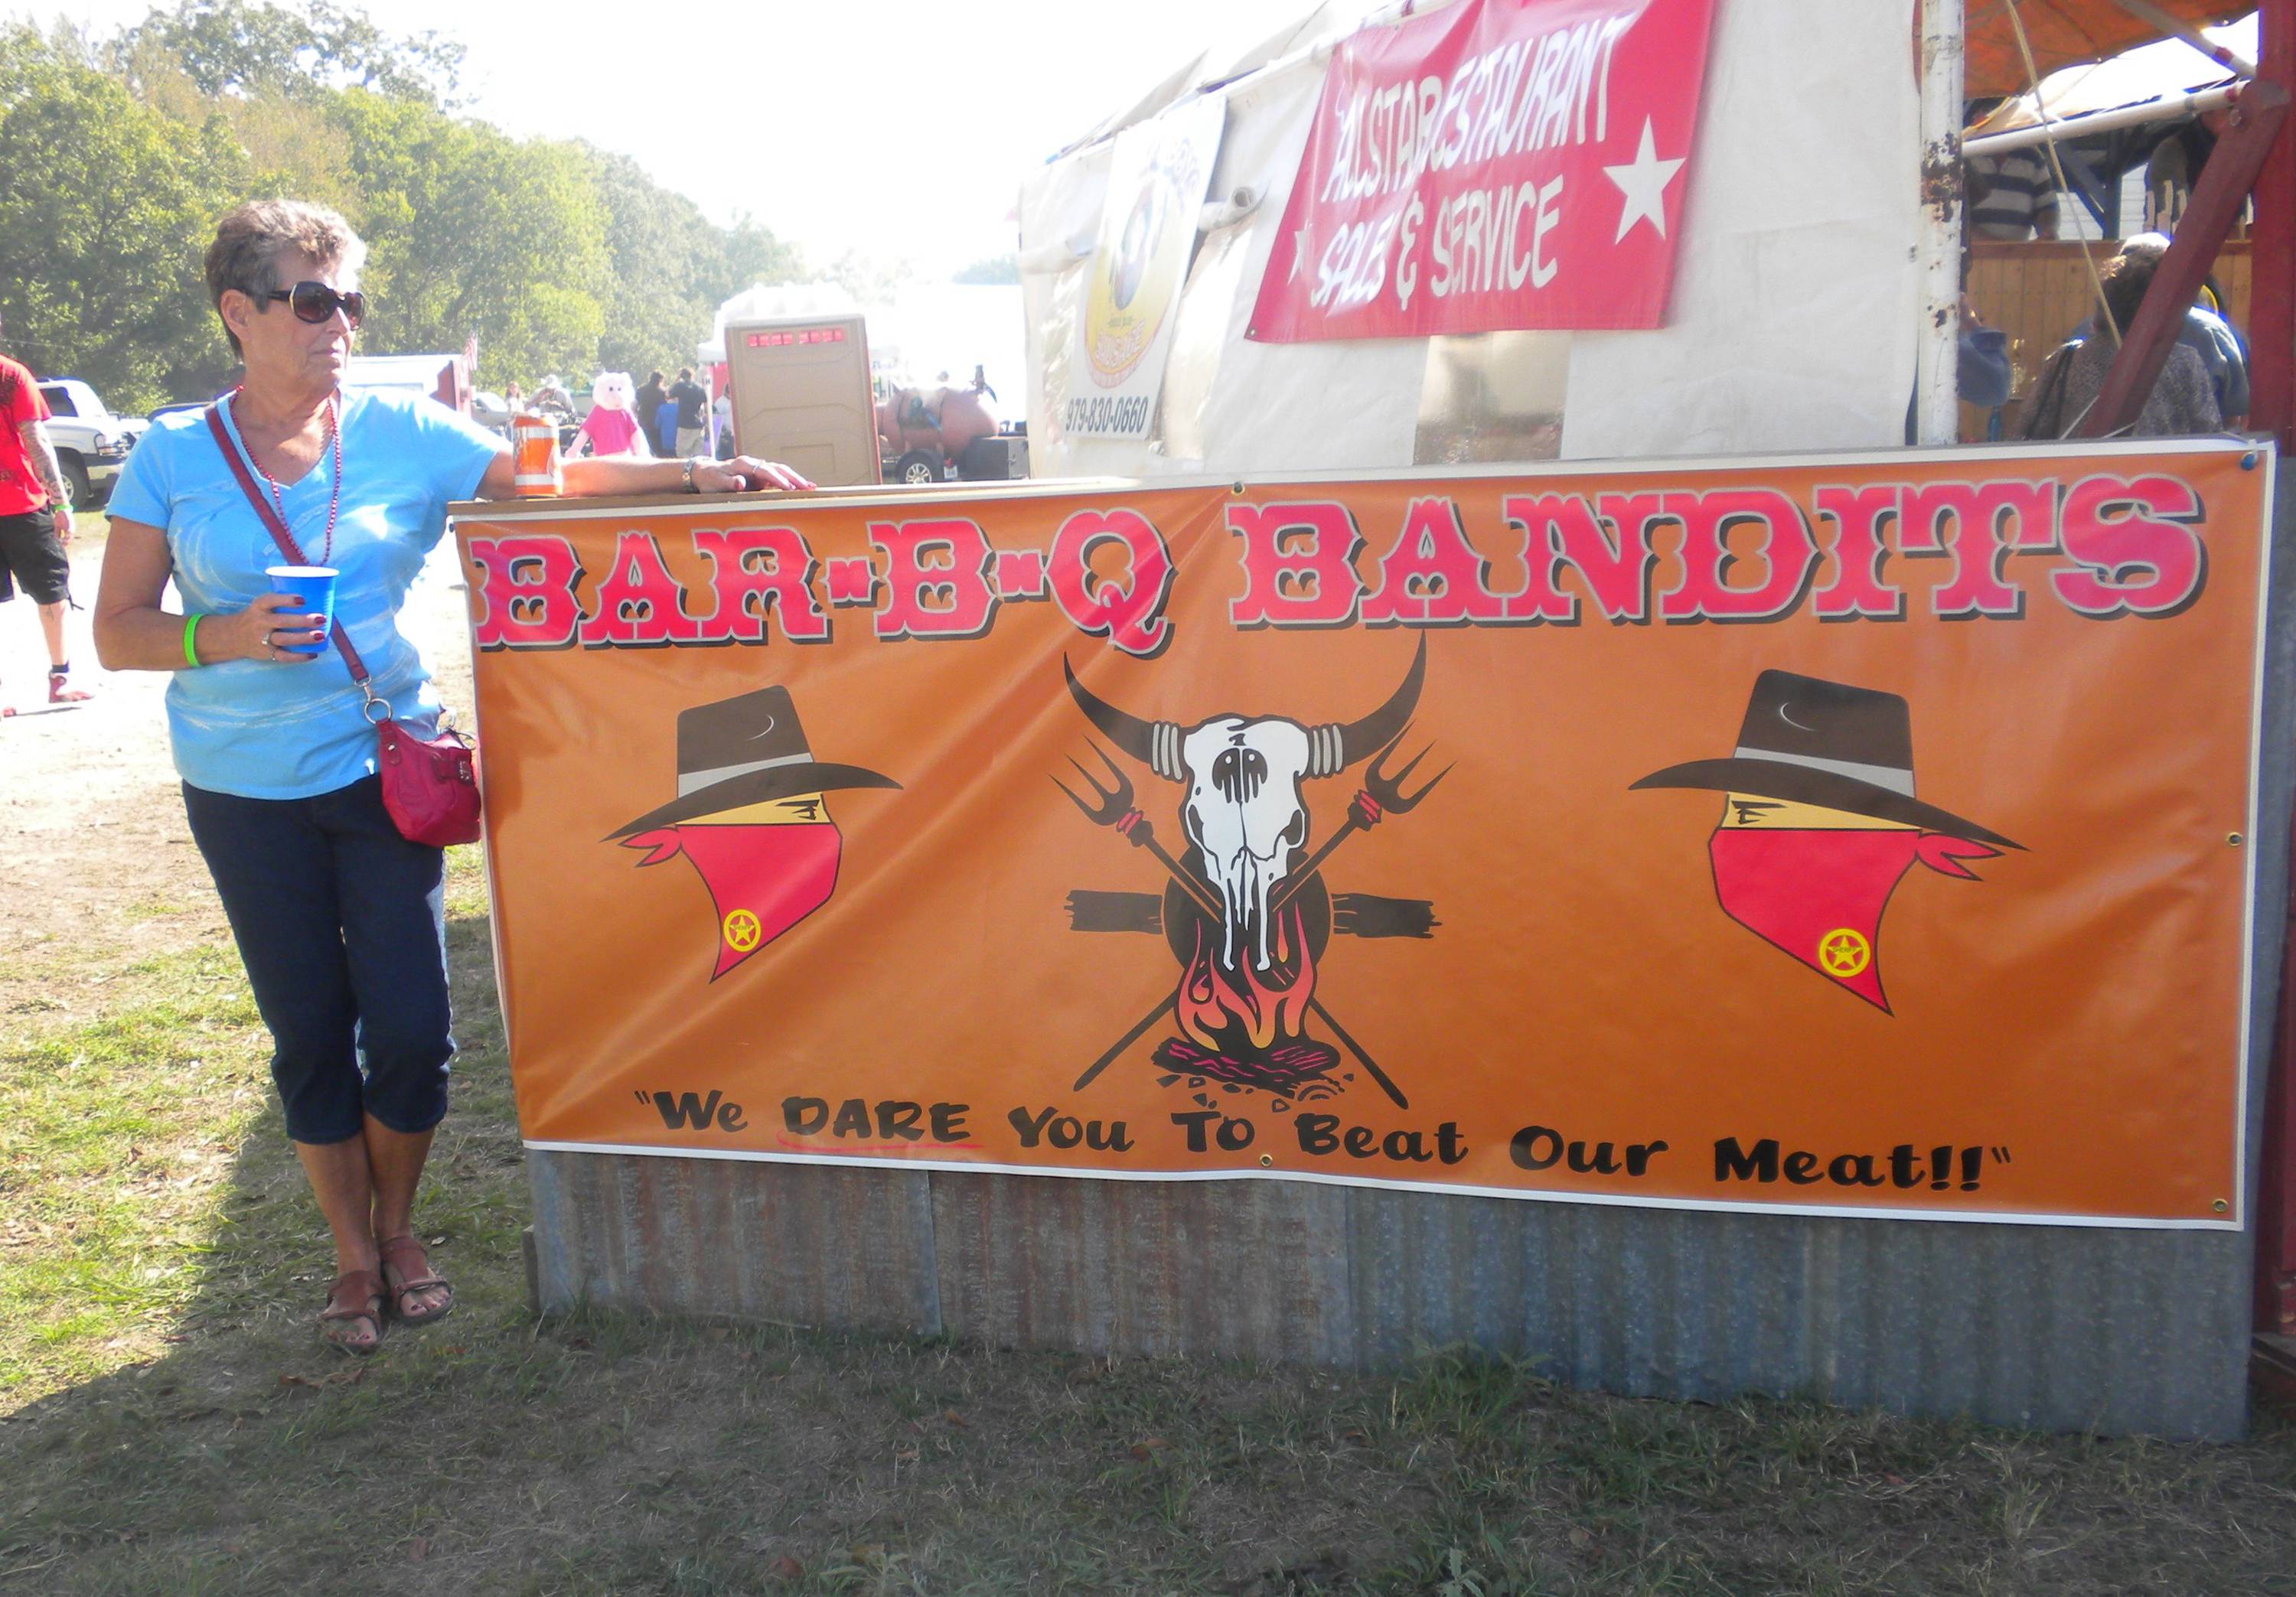 ALLSTAR RESTAURANT
SALES & SERVICE
979-830-0660
BAR-B-Q BANDITS
"We DARE You To Beat Our Meat!!"